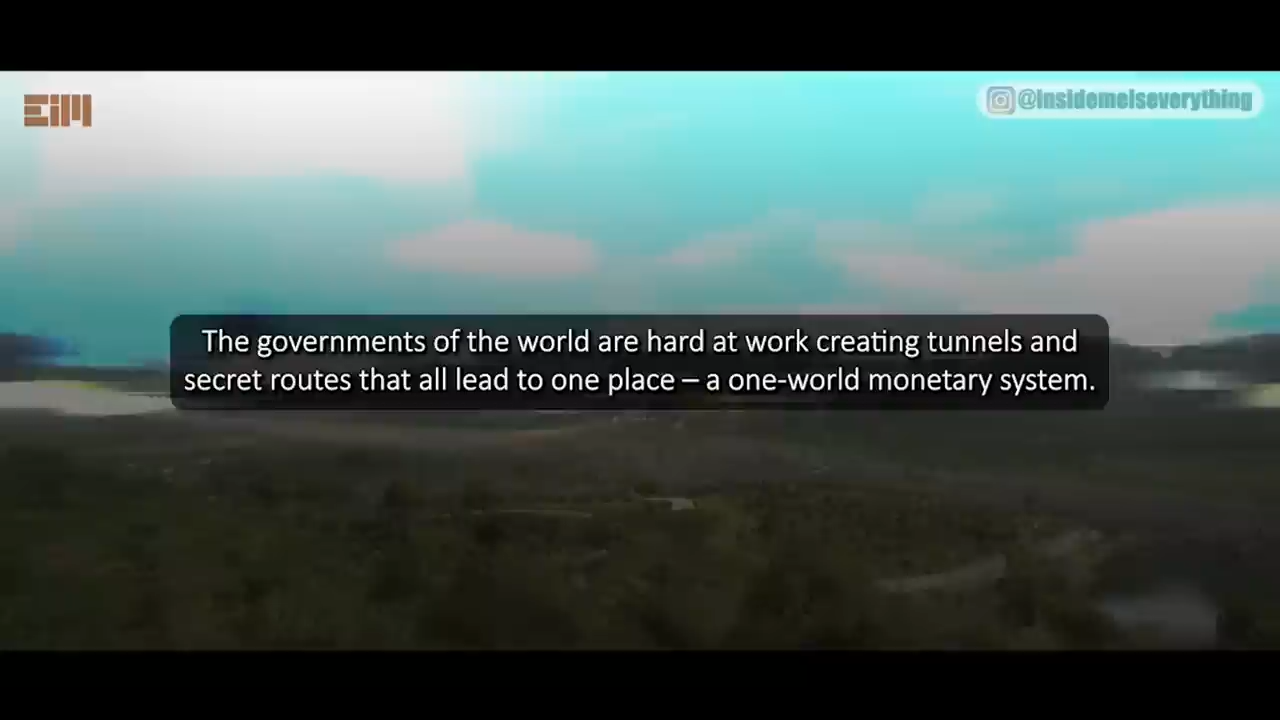 EiM
@Insidemeiseverything
The governments of the world are hard at work creating tunnels and
secret routes that all lead to one place – a one-world monetary system.